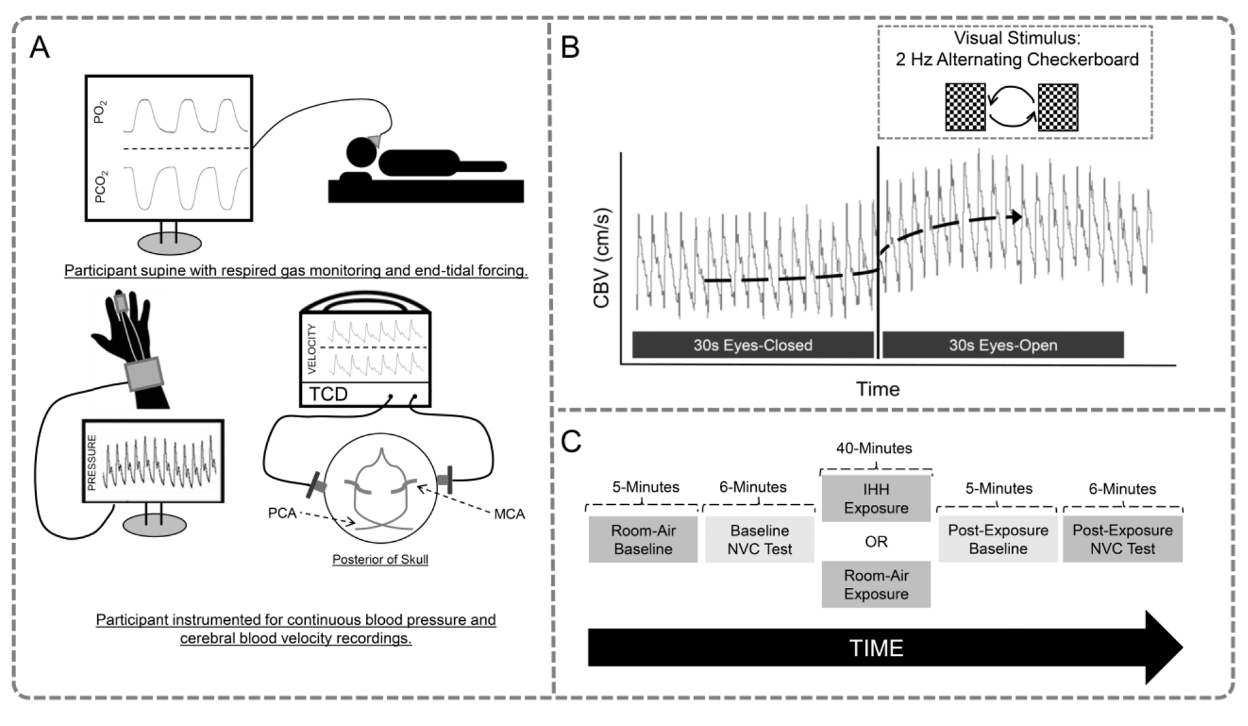 A
PO2
PCO2
Participant supine with respired gas monitoring and end-tidal forcing.
PRESSURE
VELOCITY
TCD
PCA
MCA
Posterior of Skull
Participant instrumented for continuous blood pressure and
cerebral blood velocity recordings.
B
Visual Stimulus:
2 Hz Alternating Checkerboard
CBV (cm/s)
30s Eyes-Closed
30s Eyes-Open
Time
C
5-Minutes
6-Minutes
40-Minutes
5-Minutes
6-Minutes
Room-Air
Baseline
Baseline
NVC Test
IHH
Exposure
OR
Room-Air
Exposure
Post-Exposure
Baseline
Post-Exposure
NVC Test
TIME